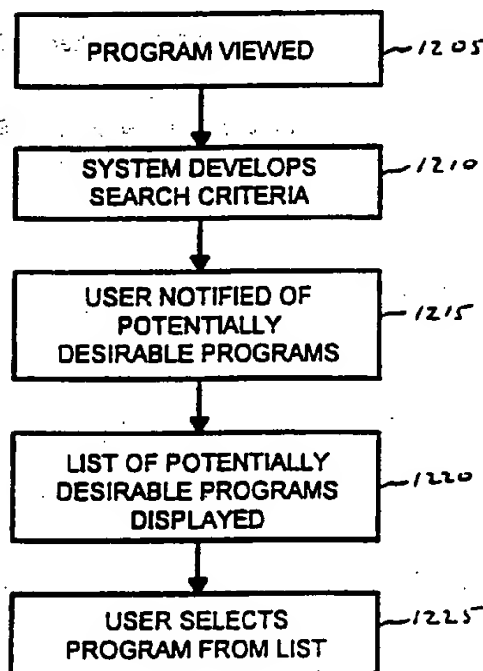 PROGRAM VIEWED
1205
SYSTEM DEVELOPS
SEARCH CRITERIA
1210
USER NOTIFIED OF
POTENTIALLY
DESIRABLE PROGRAMS
1215
LIST OF POTENTIALLY
DESIRABLE PROGRAMS
DISPLAYED
1220
USER SELECTS
PROGRAM FROM LIST
1225